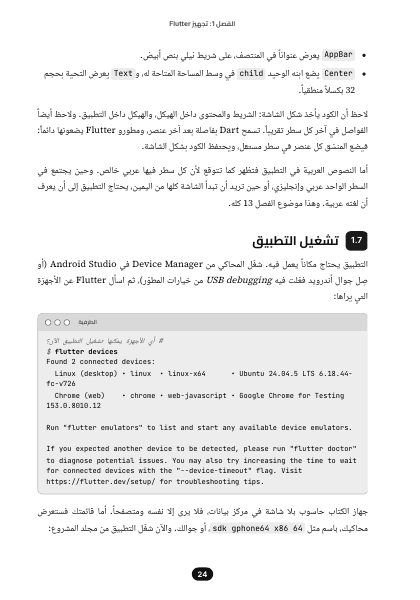 الفصل 1: تجهيز Flutter
• AppBar يعرض عنواناً في المنتصف، على شريط نيلي بنص أبيض.
• Center يضع ابنه الوحيد child في وسط المساحة المتاحة له، وText يعرض التحية بحجم
32 بكسلاً منطقياً.
لاحظ أن الكود يأخذ شكل الشاشة: الشريط والمحتوى داخل الهيكل، والهيكل داخل التطبيق. ولاحظ أيضاً
الفواصل في آخر كل سطر تقريباً. تسمح Dart بفاصلة بعد آخر عنصر، ومطورو Flutter يضعونها دائماً:
فيضع المنسّق كل عنصر في سطر مستقل، ويحتفظ الكود بشكل الشاشة.
أما النصوص العربية في التطبيق فتظهر كما تتوقع لأن كل سطر فيها عربي خالص. وحين يجتمع في
السطر الواحد عربي وإنجليزي، أو حين تريد أن تبدأ الشاشة كلها من اليمين، يحتاج التطبيق إلى أن يعرف
أن لغته عربية. وهذا موضوع الفصل 13 كله.
1.7 تشغيل التطبيق
التطبيق يحتاج مكاناً يعمل فيه. شغّل المحاكي من Device Manager في Android Studio (أو
صِل جوال أندرويد فعّلت فيه USB debugging من خيارات المطوّر)، ثم اسأل Flutter عن الأجهزة
التي يراها:
الطرفية
# أي الأجهزة يمكنها تشغيل التطبيق الآن؟
$ flutter devices
Found 2 connected devices:
Linux (desktop) • linux • linux-x64 • Ubuntu 24.04.5 LTS 6.18.44-
fc-v726
Chrome (web) • chrome • web-javascript • Google Chrome for Testing
153.0.8010.12
Run "flutter emulators" to list and start any available device emulators.
If you expected another device to be detected, please run "flutter doctor"
to diagnose potential issues. You may also try increasing the time to wait
for connected devices with the "--device-timeout" flag. Visit
https://flutter.dev/setup/ for troubleshooting tips.
جهاز الكتاب حاسوب بلا شاشة في مركز بيانات، فلا يرى إلا نفسه ومتصفحاً. أما قائمتك فستعرض
محاكيك، باسم مثل sdk gphone64 x86 64، أو جوالك. والآن شغّل التطبيق من مجلد المشروع:
24